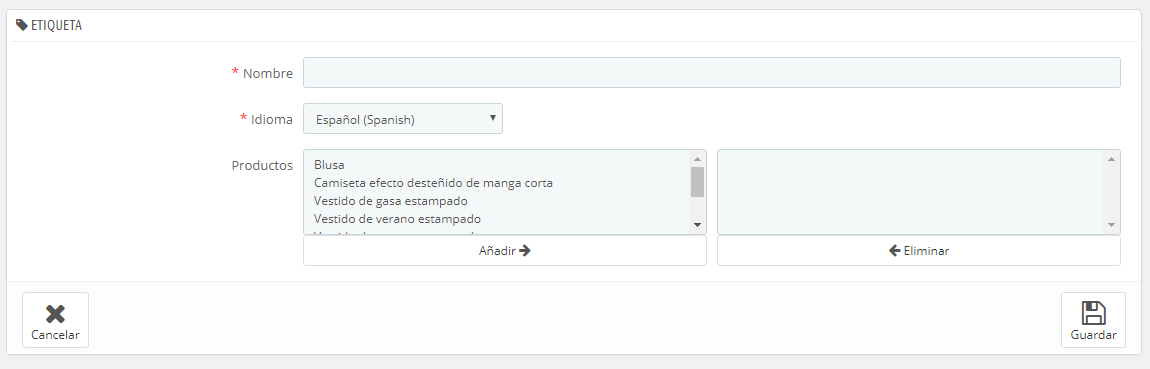 ETIQUETA
* Nombre
* Idioma
Español (Spanish)
Productos
Blusa
Camiseta efecto desteñido de manga corta
Vestido de gasa estampado
Vestido de verano estampado
Añadir
Eliminar
Cancelar
Guardar